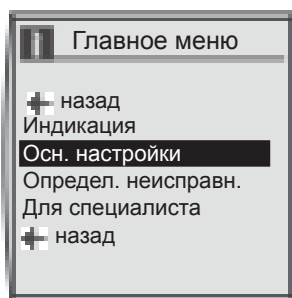 Главное меню
назад
Индикация
Осн. настройки
Определ. неисправн.
Для специалиста
назад